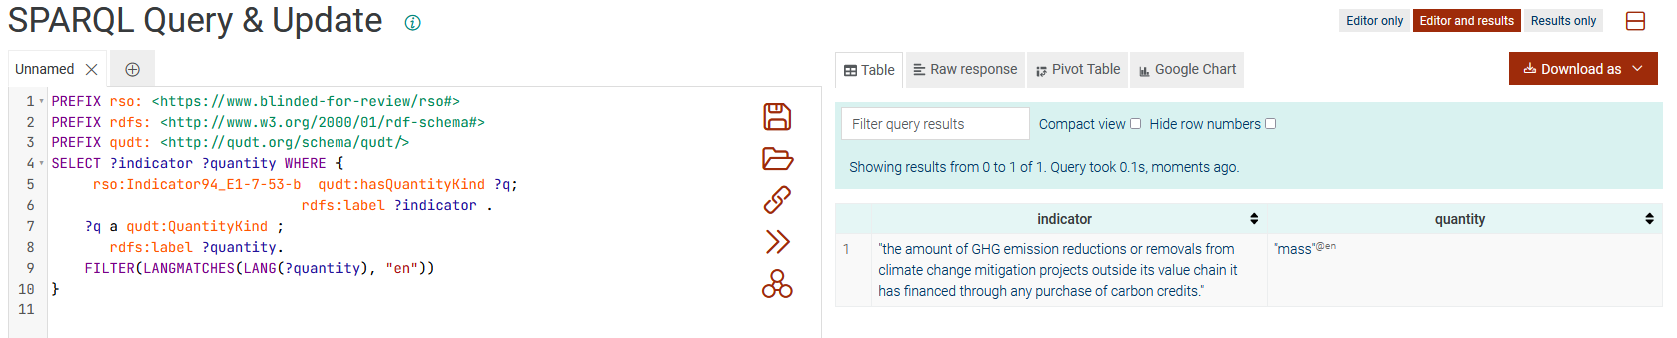 SPARQL Query & Update
Editor only
Editor and results
Results only
Unnamed
1 PREFIX rso: <https://www.blinded-for-review/rso#>
2 PREFIX rdfs: <http://www.w3.org/2000/01/rdf-schema#>
3 PREFIX qudt: <http://qudt.org/schema/qudt/>
4 SELECT ?indicator ?quantity WHERE {
5 rso:Indicator94_E1-7-53-b qudt:hasQuantityKind ?q;
6 rdfs:label ?indicator .
7 ?q a qudt:QuantityKind ;
8 rdfs:label ?quantity.
9 FILTER(LANGMATCHES(LANG(?quantity), "en"))
10 }
11
Table
Raw response
Pivot Table
Google Chart
Download as
Filter query results
Compact view
Hide row numbers
Showing results from 0 to 1 of 1. Query took 0.1s, moments ago.
indicator
quantity
1
"the amount of GHG emission reductions or removals from
climate change mitigation projects outside its value chain it
has financed through any purchase of carbon credits."
"mass"@en